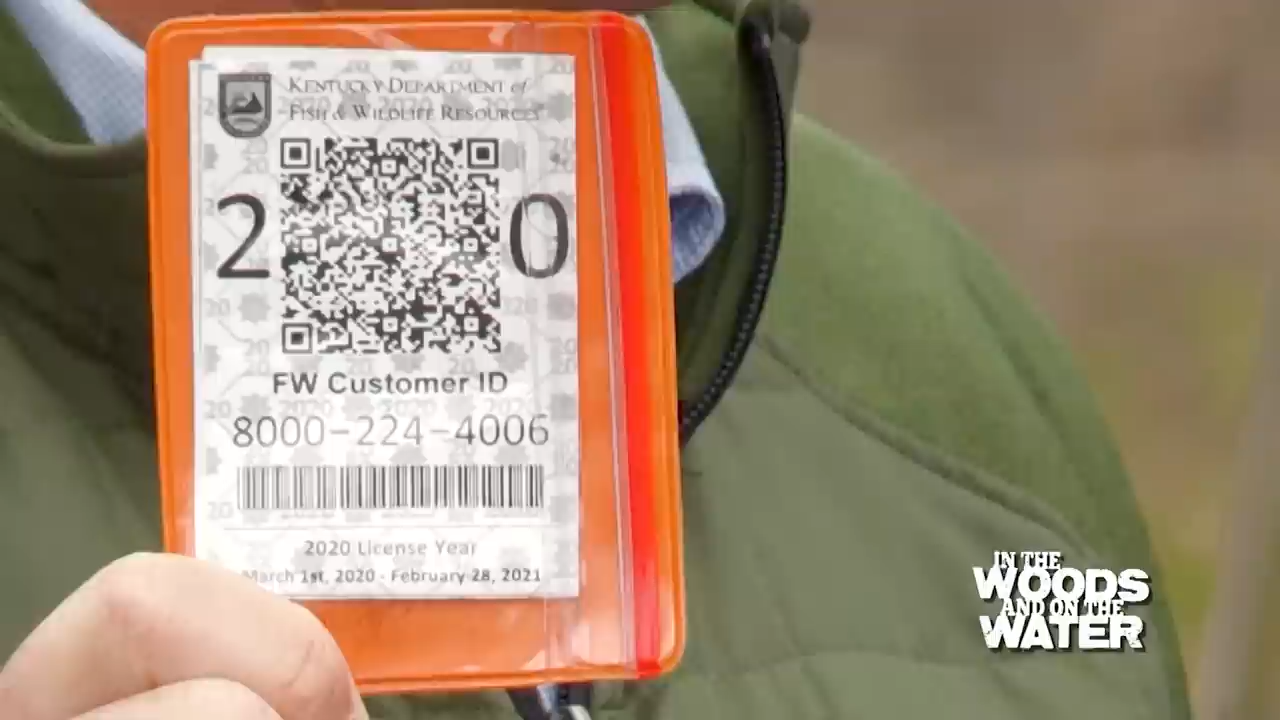 KENTUCKY DEPARTMENT of
FISH & WILDLIFE RESOURCES
2 0
FW Customer ID
8000-224-4006
2020 License Year
March 1st, 2020 - February 28, 2021
IN THE
WOODS
AND ON THE
WATER